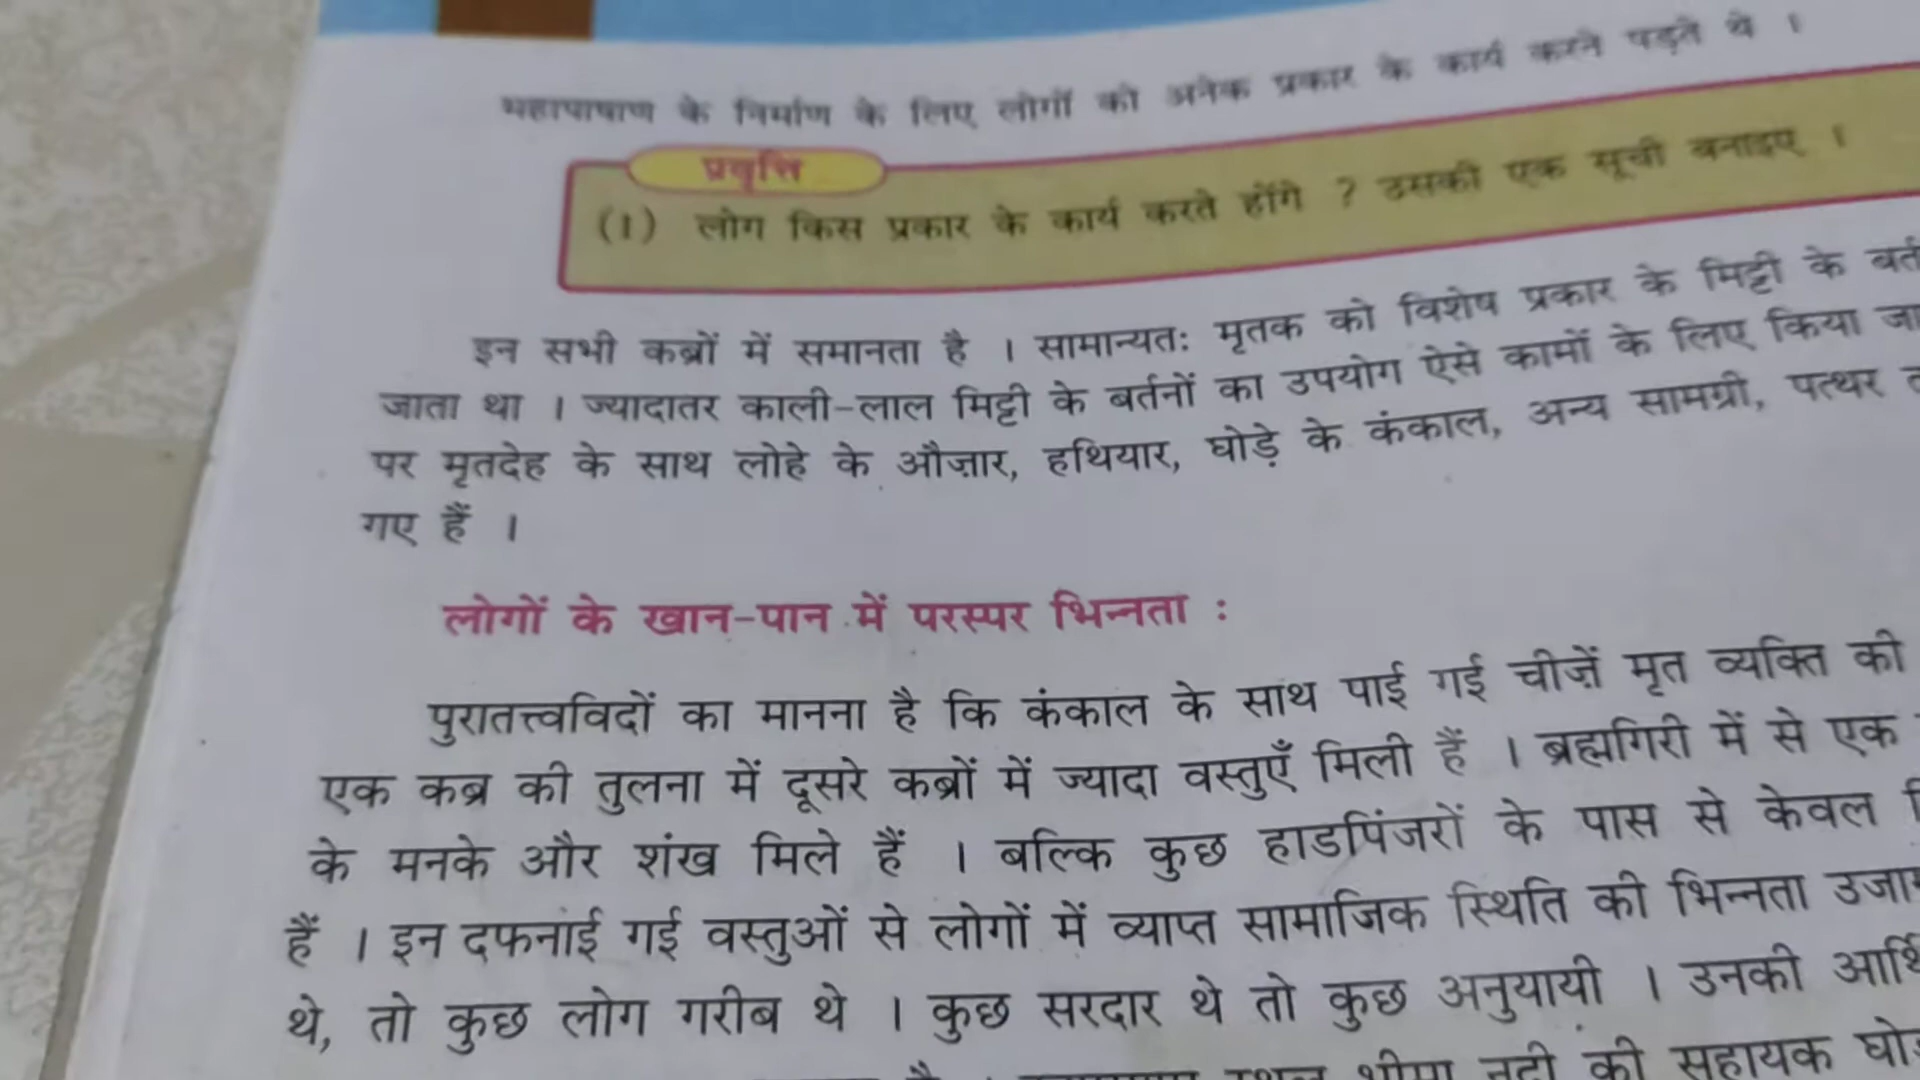 महापाषाण के निर्माण के लिए लोगों को अनेक प्रकार के कार्य करने पड़ते थे ।
प्रवृत्ति
(1) लोग किस प्रकार के कार्य करते होंगे ? उसकी एक सूची बनाइए ।
इन सभी कब्रों में समानता है । सामान्यतः मृतक को विशेष प्रकार के मिट्टी के
जाता था । ज्यादातर काली-लाल मिट्टी के बर्तनों का उपयोग ऐसे कामों के लिए किया
पर मृतदेह के साथ लोहे के औज़ार, हथियार, घोड़े के कंकाल, अन्य सामग्री, पत्थर
गए हैं ।
लोगों के खान-पान में परस्पर भिन्नता :
पुरातत्त्वविदों का मानना है कि कंकाल के साथ पाई गई चीज़ें मृत व्यक्ति की
एक कब्र की तुलना में दूसरे कब्रों में ज्यादा वस्तुएँ मिली हैं । ब्रह्मगिरी में से एक
के मनके और शंख मिले हैं । बल्कि कुछ हाडपिंजरों के पास से केवल
हैं । इन दफनाई गई वस्तुओं से लोगों में व्याप्त सामाजिक स्थिति की भिन्नता
थे, तो कुछ लोग गरीब थे । कुछ सरदार थे तो कुछ अनुयायी । उनकी
नदी की सहायक